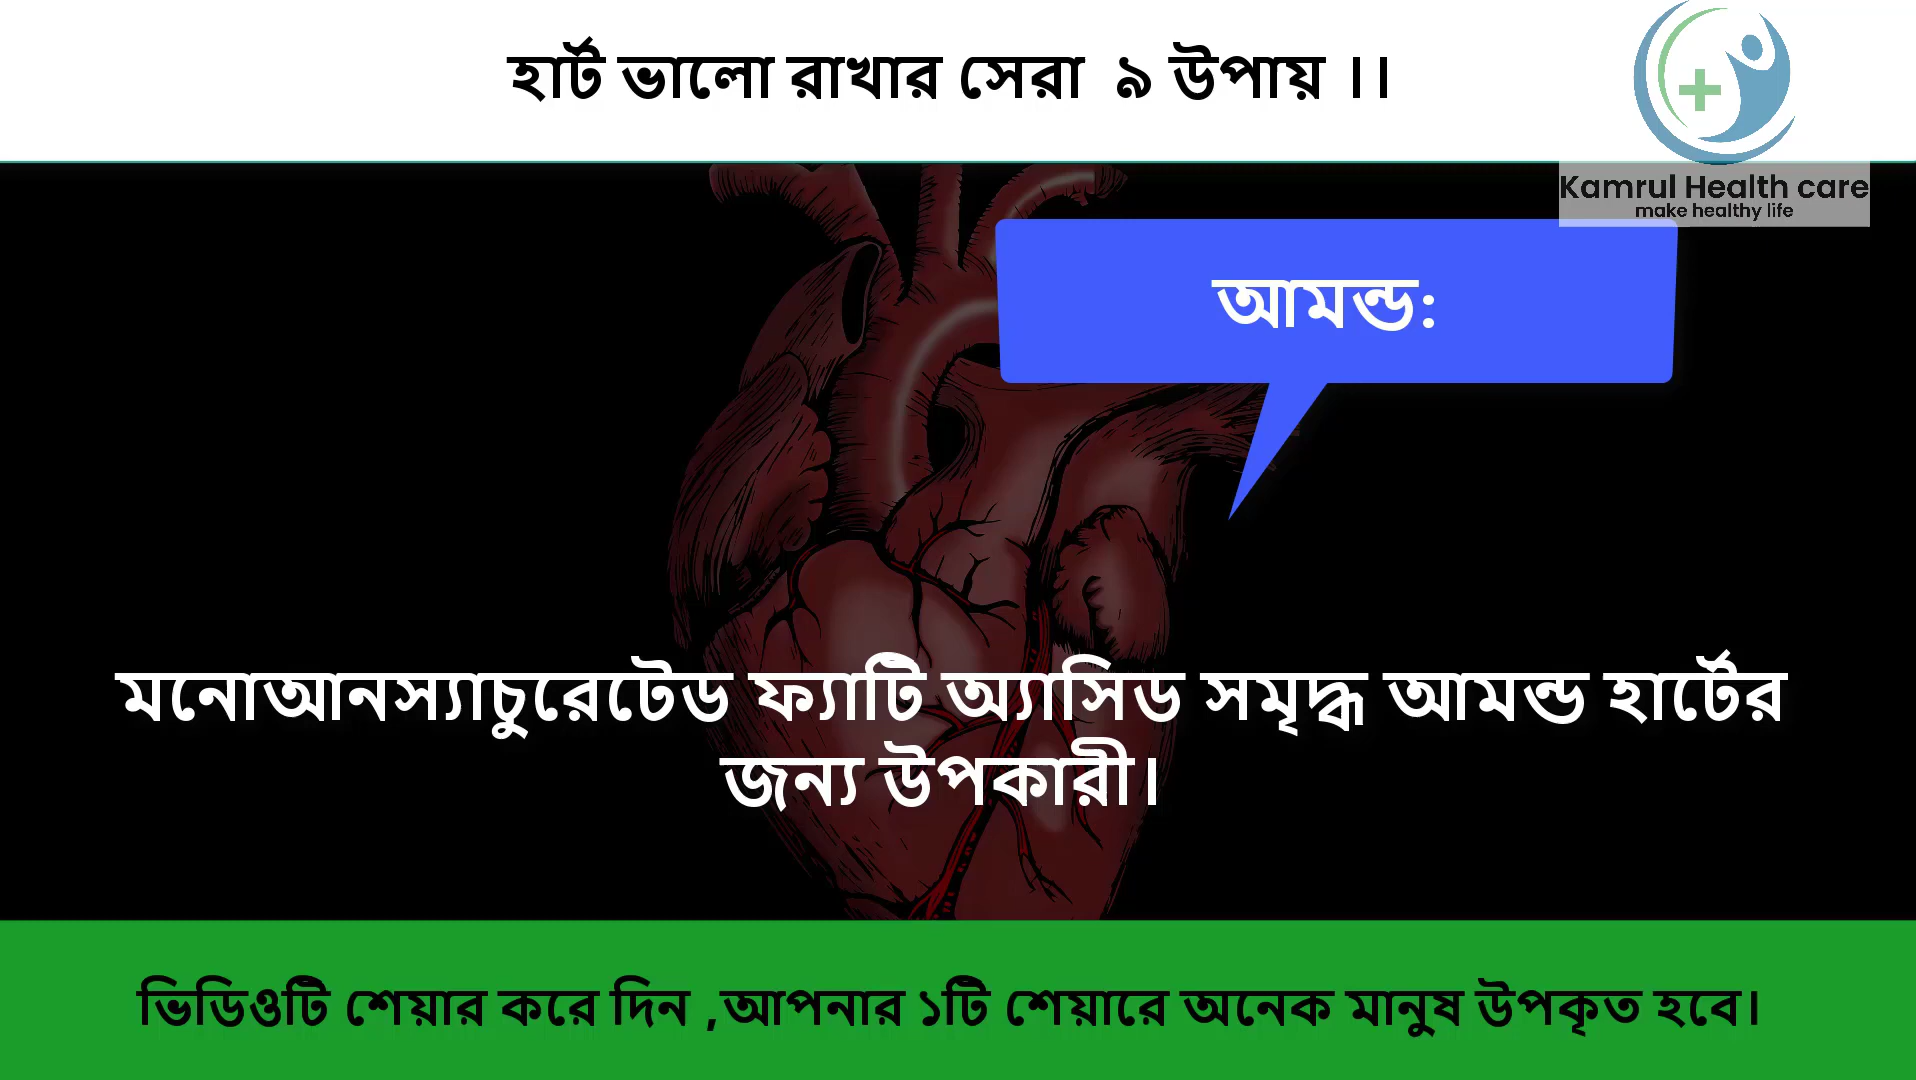 হার্ট ভালো রাখার সেরা ৯ উপায় ।।
Kamrul Health care
make healthy life
আমন্ড:
মনোআনস্যাচুরেটেড ফ্যাটি অ্যাসিড সমৃদ্ধ আমন্ড হার্টের
জন্য উপকারী।
ভিডিওটি শেয়ার করে দিন ,আপনার ১টি শেয়ারে অনেক মানুষ উপকৃত হবে।